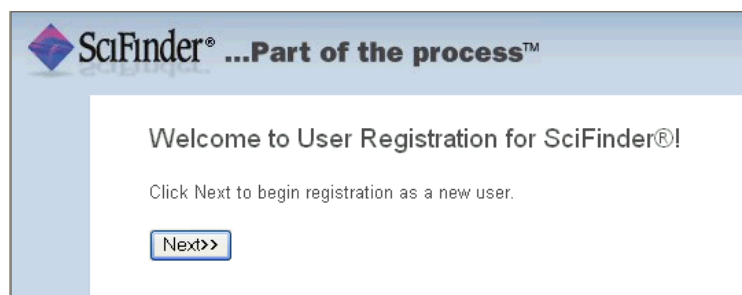 SciFinder® ...Part of the process™
Welcome to User Registration for SciFinder®!
Click Next to begin registration as a new user.
Next>>